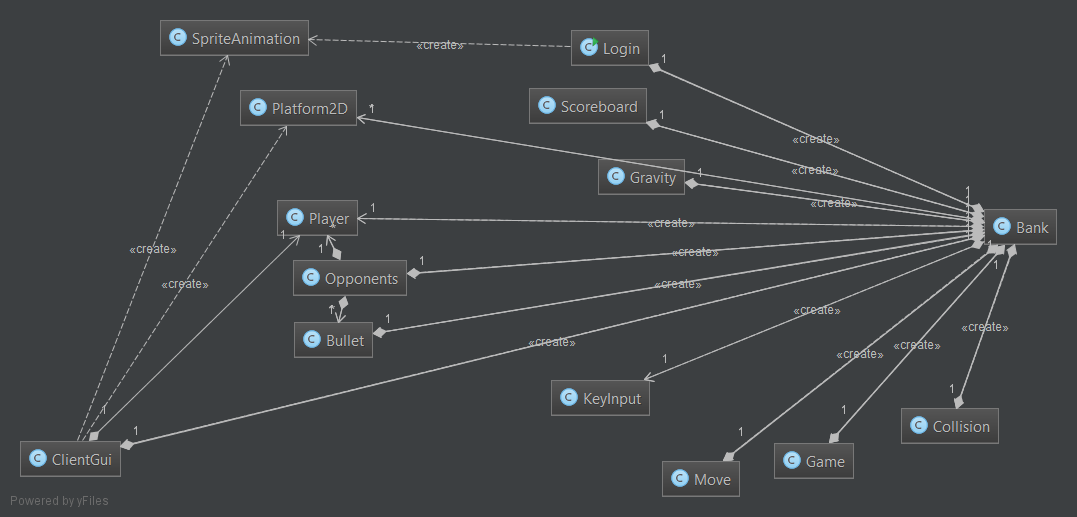 C SpriteAnimation
«create»
C Login
1
C Scoreboard
1
C Platform2D
*
«create»
«create»
C Gravity
1
«create»
1
C Player
1
*
1
«create»
C Bank
«create»
1
C Opponents
1
«create»
1
1
«create»
«create»
*
C Bullet
1
«create»
«create»
«create»
«create»
«create»
1
C KeyInput
1
1
1
1
C Collision
1
1
C ClientGui
C Game
C Move
Powered by yFiles